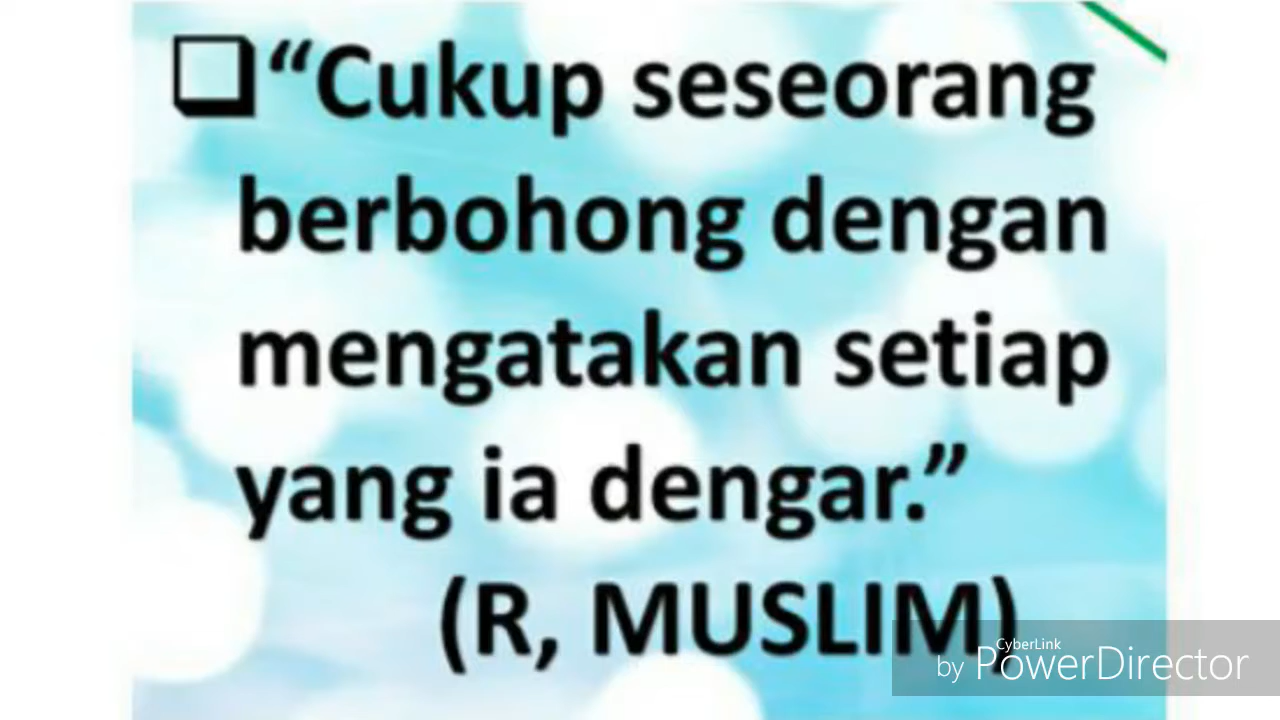 ❑“Cukup seseorang
berbohong dengan
mengatakan setiap
yang ia dengar.”
(R, MUSLIM)
CyberLink
by PowerDirector